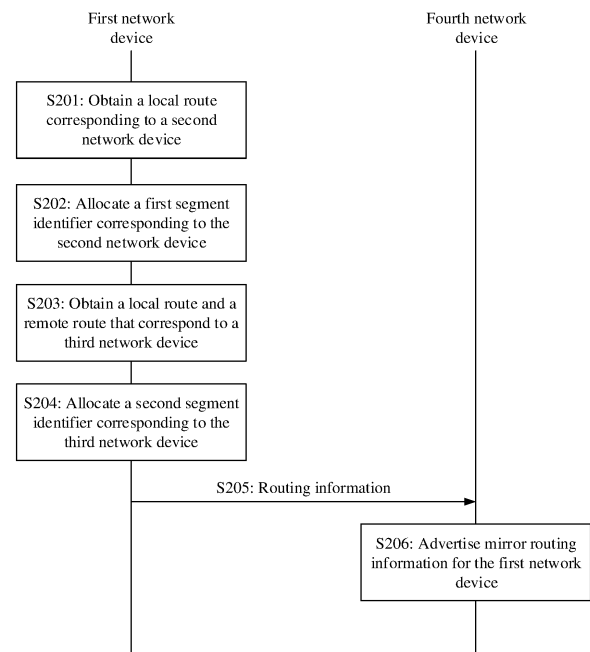 First network
device
Fourth network
device
S201: Obtain a local route
corresponding to a second
network device
S202: Allocate a first segment
identifier corresponding to the
second network device
S203: Obtain a local route and a
remote route that correspond to a
third network device
S204: Allocate a second segment
identifier corresponding to the
third network device
S205: Routing information
S206: Advertise mirror routing
information for the first network
device